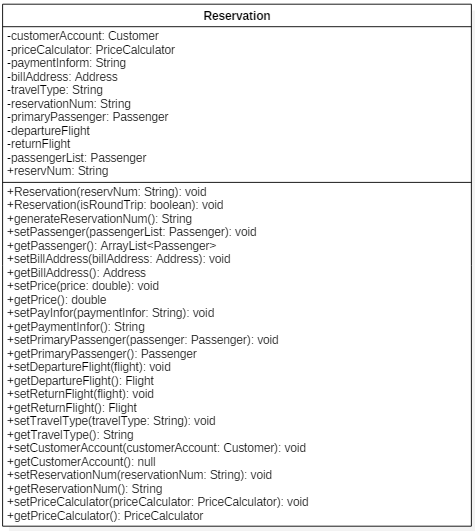 Reservation
-customerAccount: Customer
-priceCalculator: PriceCalculator
-paymentInform: String
-billAddress: Address
-travelType: String
-reservationNum: String
-primaryPassenger: Passenger
-departureFlight
-returnFlight
-passengerList: Passenger
+reservNum: String
+Reservation(reservNum: String): void
+Reservation(isRoundTrip: boolean): void
+generateReservationNum(): String
+setPassenger(passengerList: Passenger): void
+getPassenger(): ArrayList<Passenger>
+setBillAddress(billAddress: Address): void
+getBillAddress(): Address
+setPrice(price: double): void
+getPrice(): double
+setPayInfor(paymentInfor: String): void
+getPaymentInfor(): String
+setPrimaryPassenger(passenger: Passenger): void
+getPrimaryPassenger(): Passenger
+setDepartureFlight(flight): void
+getDepartureFlight(): Flight
+setReturnFlight(flight): void
+getReturnFlight(): Flight
+setTravelType(travelType: String): void
+getTravelType(): String
+setCustomerAccount(customerAccount: Customer): void
+getCustomerAccount(): null
+setReservationNum(reservationNum: String): void
+getReservationNum(): String
+setPriceCalculator(priceCalculator: PriceCalculator): void
+getPriceCalculator(): PriceCalculator